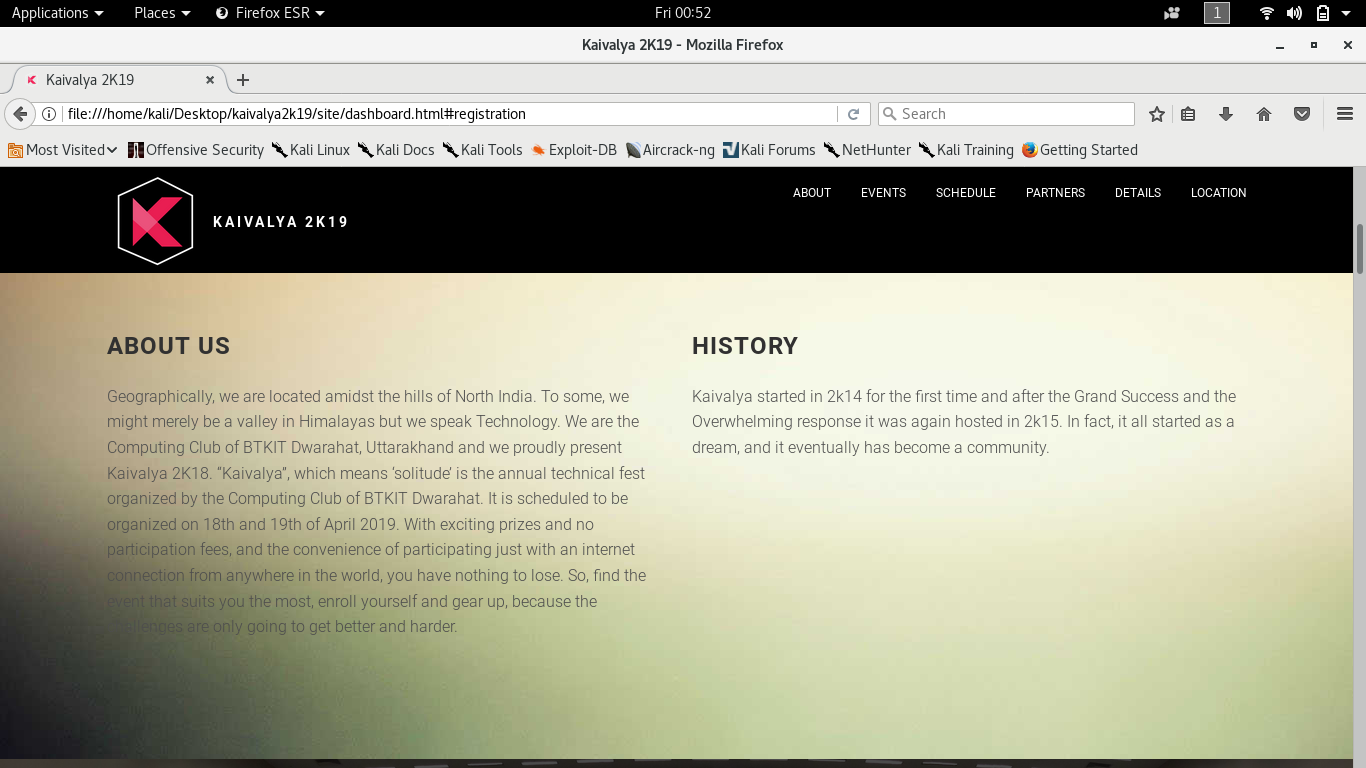 Applications Places Firefox ESR Fri 00:52 1
Kaivalya 2K19 - Mozilla Firefox
Kaivalya 2K19
file:///home/kali/Desktop/kaivalya2k19/site/dashboard.html#registration Search
Most Visited Offensive Security Kali Linux Kali Docs Kali Tools Exploit-DB Aircrack-ng Kali Forums NetHunter Kali Training Getting Started
KAIVALYA 2K19
ABOUT EVENTS SCHEDULE PARTNERS DETAILS LOCATION
ABOUT US
Geographically, we are located amidst the hills of North India. To some, we
might merely be a valley in Himalayas but we speak Technology. We are the
Computing Club of BTKIT Dwarahat, Uttarakhand and we proudly present
Kaivalya 2K18. “Kaivalya“, which means ‘solitude’ is the annual technical fest
organized by the Computing Club of BTKIT Dwarahat. It is scheduled to be
organized on 18th and 19th of April 2019. With exciting prizes and no
participation fees, and the convenience of participating just with an internet
connection from anywhere in the world, you have nothing to lose. So, find the
event that suits you the most, enroll yourself and gear up, because the
challenges are only going to get better and harder.
HISTORY
Kaivalya started in 2k14 for the first time and after the Grand Success and the
Overwhelming response it was again hosted in 2k15. In fact, it all started as a
dream, and it eventually has become a community.